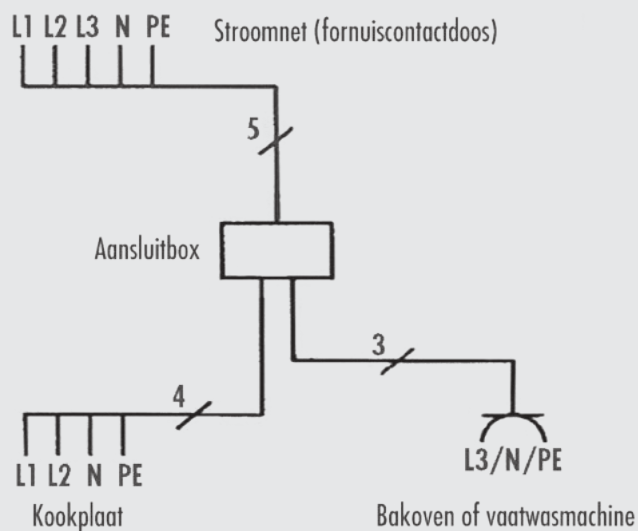 L1 L2 L3 N PE Stroomnet (fornuiscontactdoos)
5
Aansluitbox
3
4
L1 L2 N PE
L3/N/PE
Kookplaat
Bakoven of vaatwasmachine